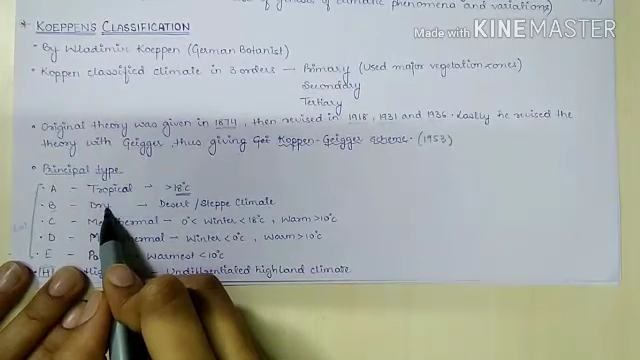 of genesis of climatic phenomena and variations)
Made with KINEMASTER
* KOEPPENS CLASSIFICATION
• By Wladimir Koeppen (German Botanist)
• Koppen classified climate in 3 orders — Primary (Used major vegetation zones)
Secondary
Tertiary
• Original theory was given in 1874, then revised in 1918, 1931 and 1936. Lastly he revised the
theory with Geigger, thus giving Koppen-Geigger scheme. (1953)
• Principal type
• A – Tropical → >18°C
• B – Dry → Desert / Steppe Climate
• C – thermal – 0°< Winter < 18°C, Warm >10°C
• D – thermal – Winter <0°C, Warm >10°C
• E – Warmest <10°C
• (H) Undifferentiated highland climate